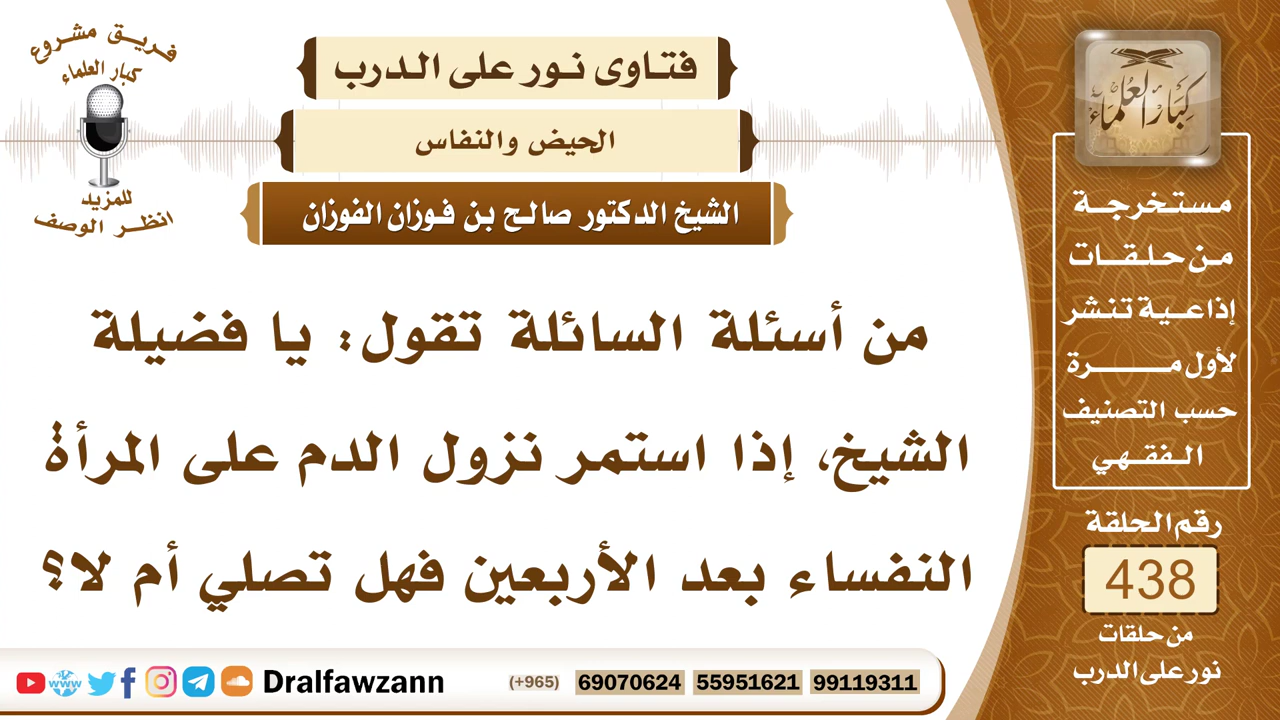 فريق مشروع
كبار العلماء
للمزيد
انظر الوصف
فتاوى نور على الدرب
الحيض والنفاس
الشيخ الدكتور صالح بن فوزان الفوزان
من أسئلة السائلة تقول: يا فضيلة
الشيخ، إذا استمر نزول الدم على المرأة
النفساء بعد الأربعين فهل تصلي أم لا؟
كبار العلماء
مستخرجة
من حلقات
إذاعية تنشر
لأول مرة
حسب التصنيف
الفقهي
رقم الحلقة
438
من حلقات
نور على الدرب
www Dralfawzann (+965) 69070624 55951621 99119311